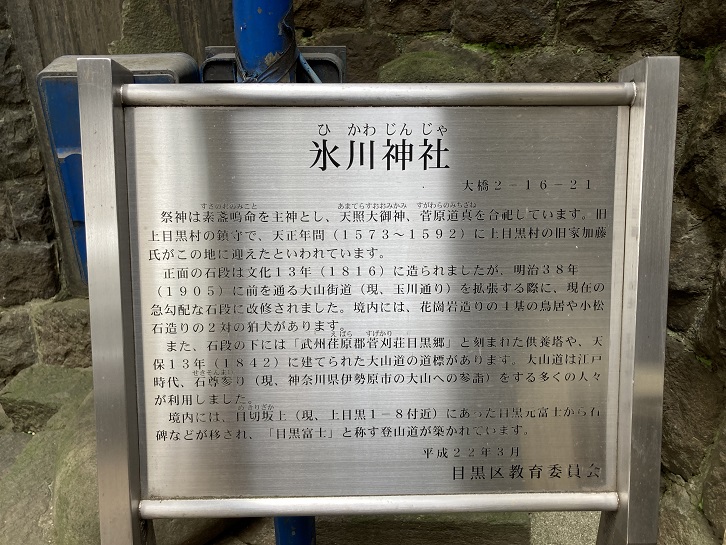 ひ かわ じん じゃ
氷川神社
大橋2-16-21
すさのおのみこと　あまてらすおおみかみ　すがわらのみちざね
祭神は素盞嗚命を主神とし、天照大御神、菅原道真を合祀しています。旧
上目黒村の鎮守で、天正年間(1573~1592)に上目黒村の旧家加藤
氏がこの地に迎えたといわれています。
正面の石段は文化13年(1816)に造られましたが、明治38年
(1905)に前を通る大山街道(現、玉川通り)を拡張する際に、現在の
急勾配な石段に改修されました。境内には、花崗岩造りの4基の鳥居や小松
石造りの2対の狛犬があります。
えばら　すげかり
また、石段の下には「武州荏原郡菅刈荘目黒郷」と刻まれた供養塔や、天
保13年(1842)に建てられた大山道の道標があります。大山道は江戸
せきそんまいり
時代、石尊参り(現、神奈川県伊勢原市の大山への参詣)をする多くの人々
が利用しました。
めきりざか
境内には、目切坂上(現、上目黒1-8付近)にあった目黒元富士から石
碑などが移され、「目黒富士」と称す登山道が築かれています。
平成22年3月
目黒区教育委員会